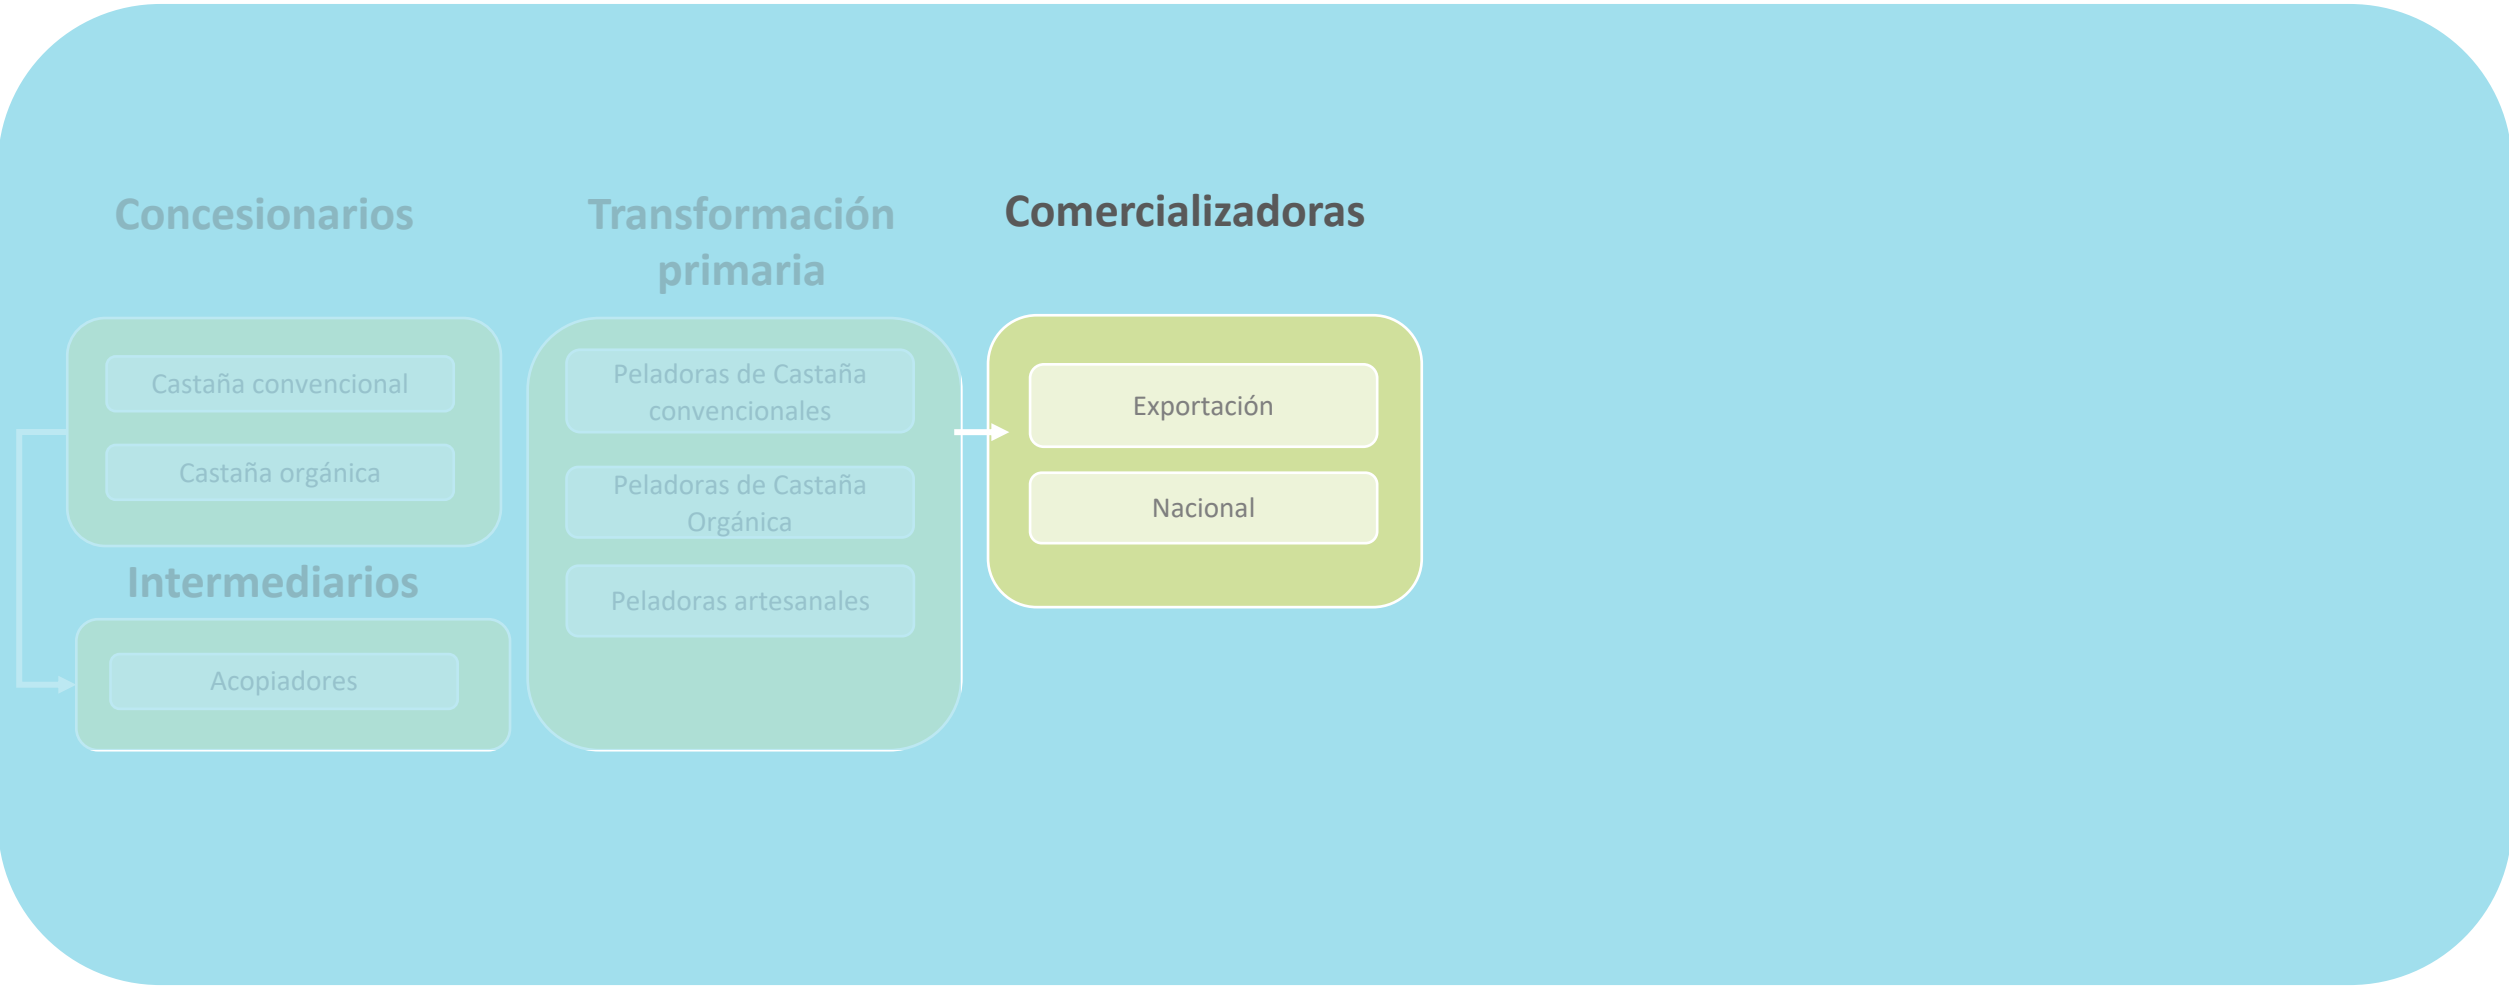 Concesionarios
Castaña convencional
Castaña orgánica
Intermediarios
Acopiadores
Transformación
primaria
Peladoras de Castaña
convencionales
Peladoras de Castaña
Orgánica
Peladoras artesanales
Comercializadoras
Exportación
Nacional